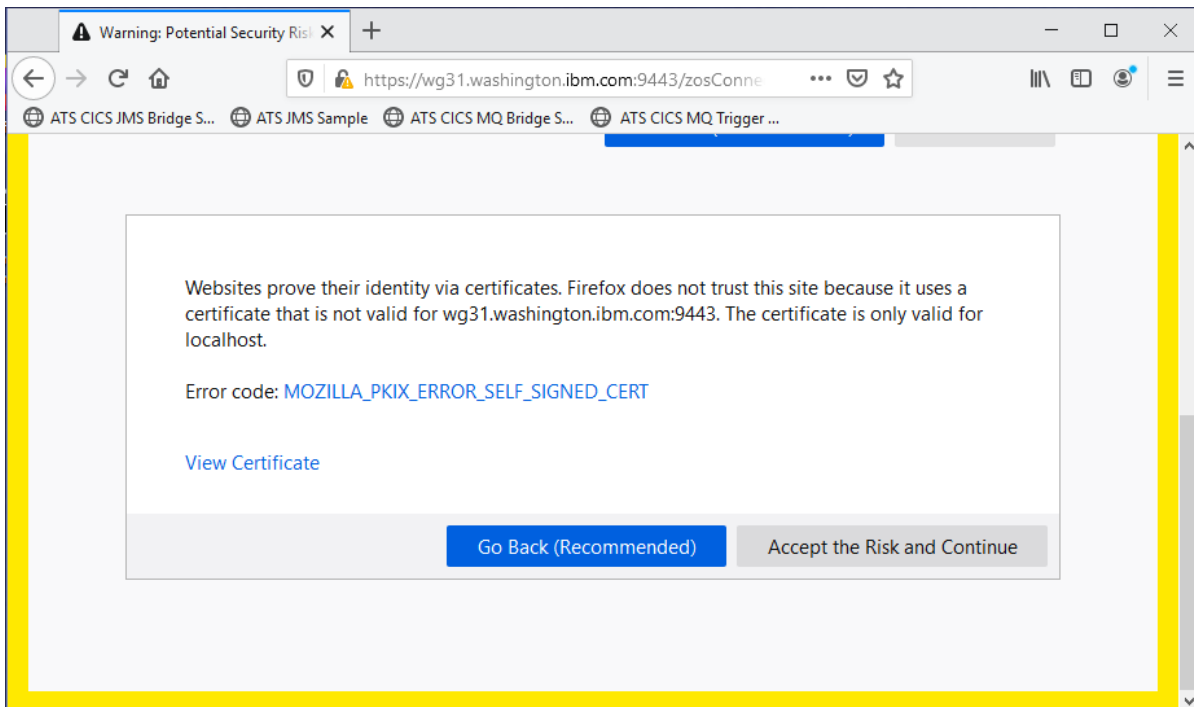 Warning: Potential Security Risk
https://wg31.washington.ibm.com:9443/zosConne
ATS CICS JMS Bridge S... ATS JMS Sample ATS CICS MQ Bridge S... ATS CICS MQ Trigger ...
Websites prove their identity via certificates. Firefox does not trust this site because it uses a
certificate that is not valid for wg31.washington.ibm.com:9443. The certificate is only valid for
localhost.
Error code: MOZILLA_PKIX_ERROR_SELF_SIGNED_CERT
View Certificate
Go Back (Recommended) Accept the Risk and Continue